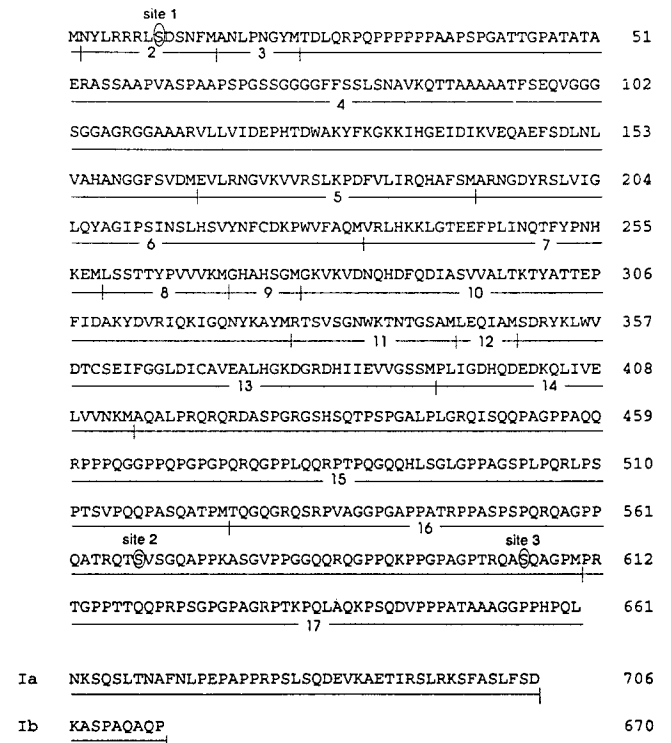 site 1
MNYLRRRLSDSNFMANLPNGYMTDLQRPQPPPPPPAAPSPGATTGPATATA 51
2 3
ERASSAAPVASPAAPSPGSSGGGGFFSSLSNAVKQTTAAAAATFSEQVGGG 102
4
SGGAGRGGAAARVLLVIDEPHTDWAKYFKGKKIHGEIDIKVEQAEFSDLNL 153
VAHANGGFSVDMEVLRNGVKVVRSLKPDFVLIRQHAFSMARNGDYRSLVIG 204
5
LQYAGIPSINSLHSVYNFCDKPWVFAQMVRLHKKLGTEEFPLINQTFYPNH 255
6 7
KEMLSSTTYPVVVKMGHAHSGMGKVKVDNQHDFQDIASVVALTKTYATTEP 306
8 9 10
FIDAKYDVRIQKIGQNYKAYMRTSVSGNWKTNTGSAMLEQIAMSDRYKLWV 357
11 12
DTCSEIFGGLDICAVEALHGKDGRDHIIEVVGSSMPLIGDHQDEDKQLIVE 408
13 14
LVVNKMAQALPRQRQRDASPGRGSHSQTPSPGALPLGRQISQQPAGPPAQQ 459
RPPPQGGPPQPGPGPQRQGPPLQQRPTPQGQQHLSGLGPPAGSPLPQRLPS 510
15
PTSVPQQPASQATPMTQGQGRQSRPVAGGPGAPPATRPPASPSPQRQAGPP 561
16
site 2 site 3
QATRQTSVSGQAPPKASGVPPGGQQRQGPPQKPPGPAGPTRQASQAGPMPR 612
TGPPTTQQPRPSGPGPAGRPTKPQLAQKPSQDVPPPATAAAGGPPHPQL 661
17
Ia NKSQSLTNAFNLPEPAPPRPSLSQDEVKAETIRSLRKSFASLFSD 706
Ib KASPAQAQP 670